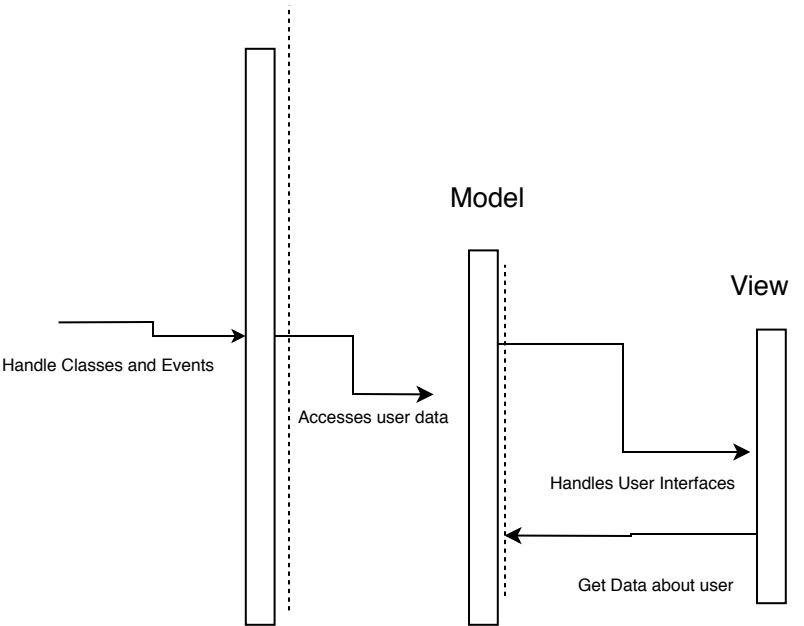 Model
View
Handle Classes and Events
Accesses user data
Handles User Interfaces
Get Data about user